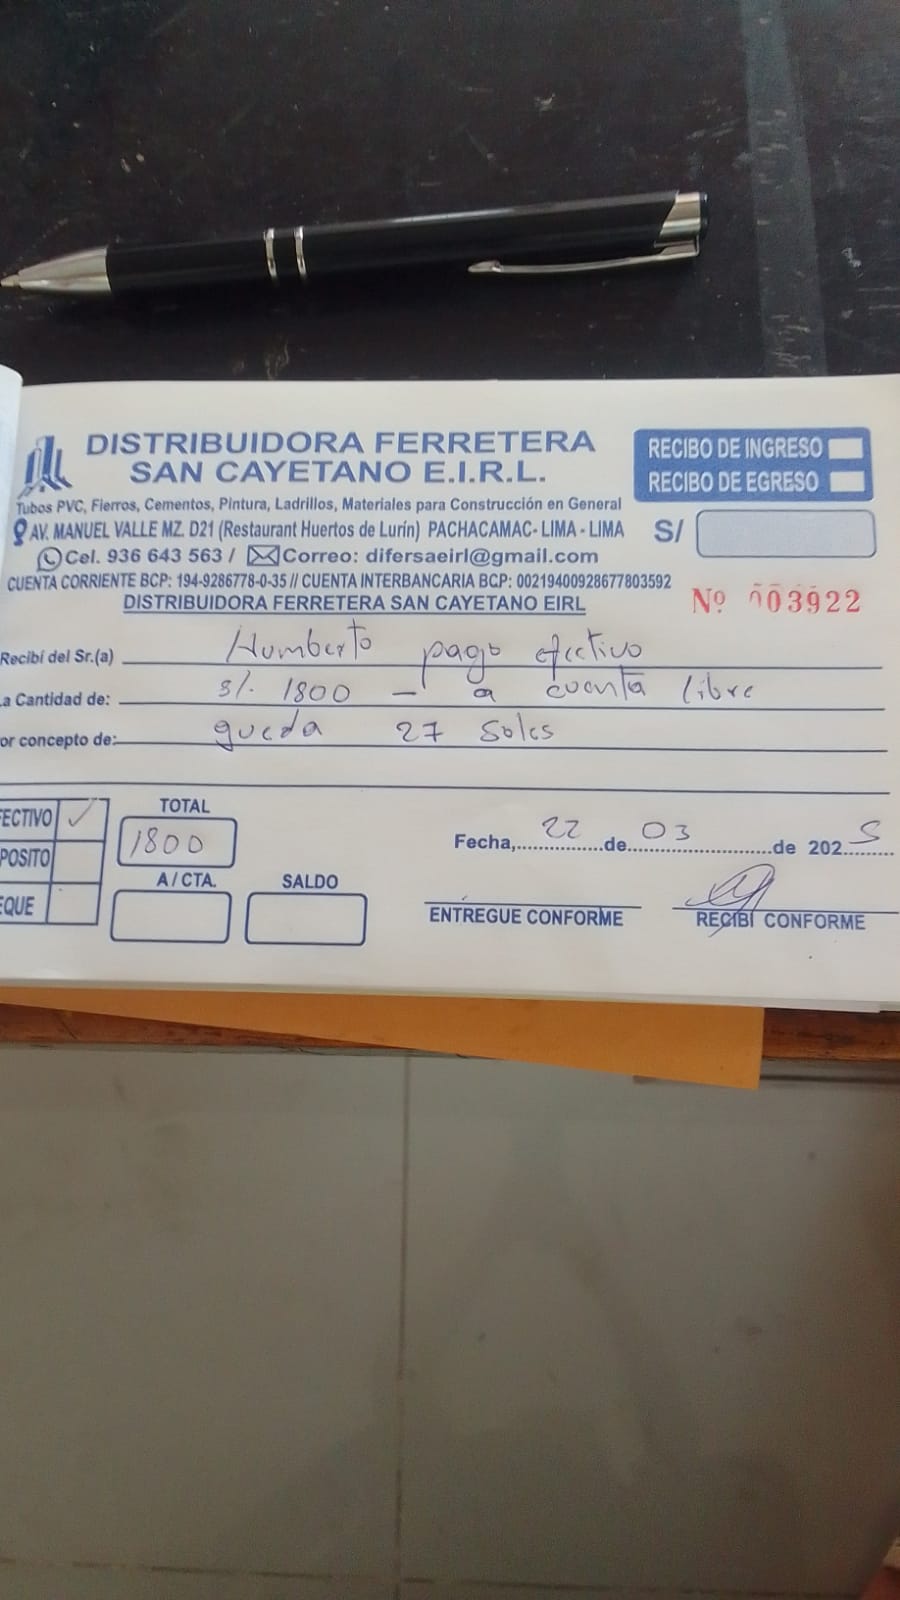 DISTRIBUIDORA FERRETERA
SAN CAYETANO E.I.R.L.
Tubos PVC, Fierros, Cementos, Pintura, Ladrillos, Materiales para Construcción en General
AV. MANUEL VALLE MZ. D21 (Restaurant Huertos de Lurín) PACHACAMAC- LIMA - LIMA
Cel. 936 643 563 / Correo: difersaeirl@gmail.com
CUENTA CORRIENTE BCP: 194-9286778-0-35 // CUENTA INTERBANCARIA BCP: 00219400928677803592
DISTRIBUIDORA FERRETERA SAN CAYETANO EIRL
RECIBO DE INGRESO
RECIBO DE EGRESO
S/
Nº 003922
Recibí del Sr.(a) Humberto pago efectivo
a Cantidad de: s/. 1800 - a cuenta libre
or concepto de: queda 27 soles
ECTIVO ✓
POSITO
EQUE
TOTAL
1800
A / CTA.
SALDO
Fecha, 22 de 03 de 2025
ENTREGUE CONFORME
RECIBÍ CONFORME